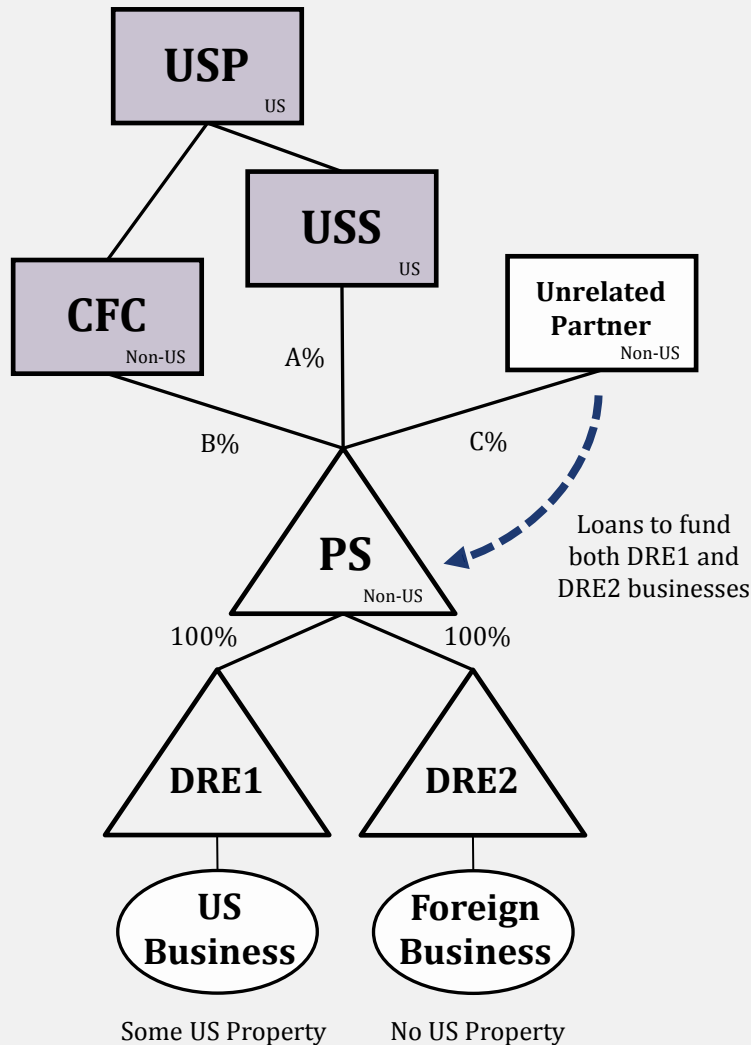 USP
US
USS
US
CFC
Non-US
Unrelated
Partner
Non-US
A%
B%
C%
PS
Non-US
Loans to fund
both DRE1 and
DRE2 businesses
100%
100%
DRE1
DRE2
US
Business
Foreign
Business
Some US Property
No US Property